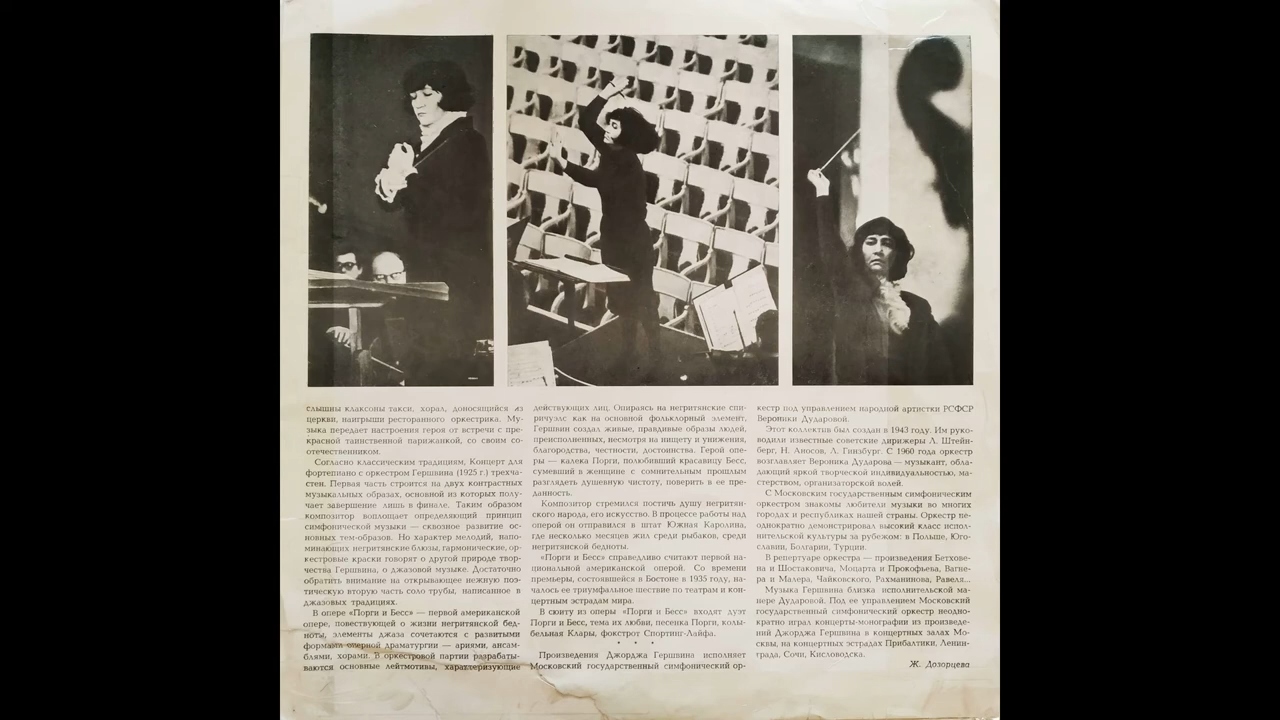 слышны клаксоны такси, хорал, доносящийся из
церкви, наигрыши ресторанного оркестрика. Му-
зыка передает настроения героя от встречи с пре-
красной таинственной парижанкой, со своим со-
отечественником.
Согласно классическим традициям, Концерт для
фортепиано с оркестром Гершвина (1925 г.) трехча-
стен. Первая часть строится на двух контрастных
музыкальных образах, основной из которых полу-
чает завершение лишь в финале. Таким образом
композитор воплощает определяющий принцип
симфонической музыки — сквозное развитие ос-
новных тем-образов. Но характер мелодий, напо-
минающих негритянские блюзы, гармонические, ор-
кестровые краски говорят о другой природе твор-
чества Гершвина, о джазовой музыке. Достаточно
обратить внимание на открывающее нежную поэ-
тическую вторую часть соло трубы, написанное в
джазовых традициях.
В опере «Порги и Бесс» — первой американской
опере, повествующей о жизни негритянской бед-
ноты, элементы джаза сочетаются с развитыми
формами оперной драматургии — ариями, ансам-
блями, хорами. В оркестровой партии разрабаты-
ваются основные лейтмотивы, характеризующие
действующих лиц. Опираясь на негритянские спи-
ричуэлс как на основной фольклорный элемент,
Гершвин создал живые, правдивые образы людей,
преисполненных, несмотря на нищету и унижения,
благородства, честности, достоинства. Герой опе-
ры — калека Порги, полюбивший красавицу Бесс,
сумевший в женщине с сомнительным прошлым
разглядеть душевную чистоту, поверить в ее пре-
данность.
Композитор стремился постичь душу негритян-
ского народа, его искусство. В процессе работы над
оперой он отправился в штат Южная Каролина,
где несколько месяцев жил среди рыбаков, среди
негритянской бедноты.
«Порги и Бесс» справедливо считают первой на-
циональной американской оперой. Со времени
премьеры, состоявшейся в Бостоне в 1935 году, на-
чалось ее триумфальное шествие по театрам и кон-
цертным эстрадам мира.
В сюиту из оперы «Порги и Бесс» входят дуэт
Порги и Бесс, тема их любви, песенка Порги, колы-
бельная Клары, фокстрот Спортинг-Лайфа.
* * *
Произведения Джорджа Гершвина исполняет
Московский государственный симфонический ор-
кестр под управлением народной артистки РСФСР
Вероники Дударовой.
Этот коллектив был создан в 1943 году. Им руко-
водили известные советские дирижеры Л. Штейн-
берг, Н. Аносов, Л. Гинзбург. С 1960 года оркестр
возглавляет Вероника Дударова — музыкант, обла-
дающий яркой творческой индивидуальностью, ма-
стерством, организаторской волей.
С Московским государственным симфоническим
оркестром знакомы любители музыки во многих
городах и республиках нашей страны. Оркестр не-
однократно демонстрировал высокий класс испол-
нительской культуры за рубежом: в Польше, Юго-
славии, Болгарии, Турции.
В репертуаре оркестра — произведения Бетхове-
на и Шостаковича, Моцарта и Прокофьева, Вагне-
ра и Малера, Чайковского, Рахманинова, Равеля...
Музыка Гершвина близка исполнительской ма-
нере Дударовой. Под ее управлением Московский
государственный симфонический оркестр неодно-
кратно играл концерты-монографии из произведе-
ний Джорджа Гершвина в концертных залах Мо-
сквы, на концертных эстрадах Прибалтики, Ленин-
града, Сочи, Кисловодска.
Ж. Дозорцева